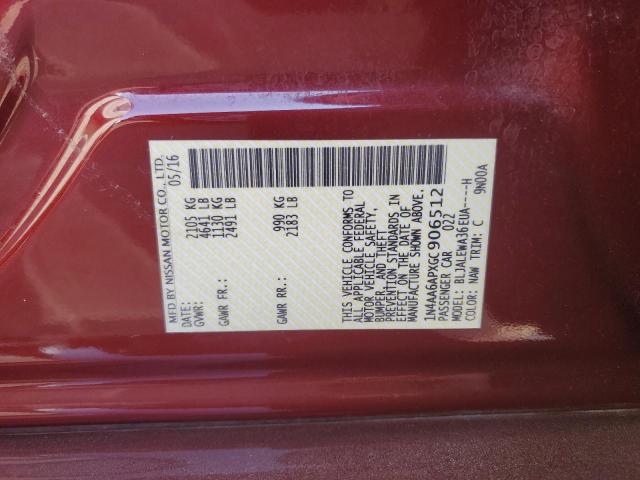 MFD BY NISSAN MOTOR CO., LTD.
DATE: 05/16
GVWR: 2105 KG
4641 LB
GAWR FR.: 1130 KG
2491 LB
GAWR RR.: 990 KG
2183 LB
THIS VEHICLE CONFORMS TO
ALL APPLICABLE FEDERAL
MOTOR VEHICLE SAFETY,
BUMPER, AND THEFT
PREVENTION STANDARDS IN
EFFECT ON THE DATE OF
MANUFACTURE SHOWN ABOVE.
1N4AA6APXGC906512
PASSENGER CAR 022
MODEL: BLJALEWA36EUA----H
COLOR: NAW TRIM: C 9N00A